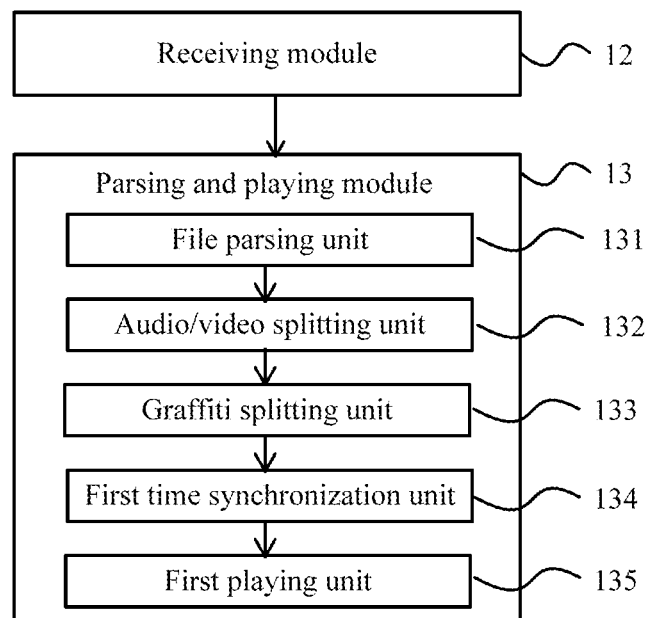 Receiving module 12
Parsing and playing module 13
File parsing unit 131
Audio/video splitting unit 132
Graffiti splitting unit 133
First time synchronization unit 134
First playing unit 135